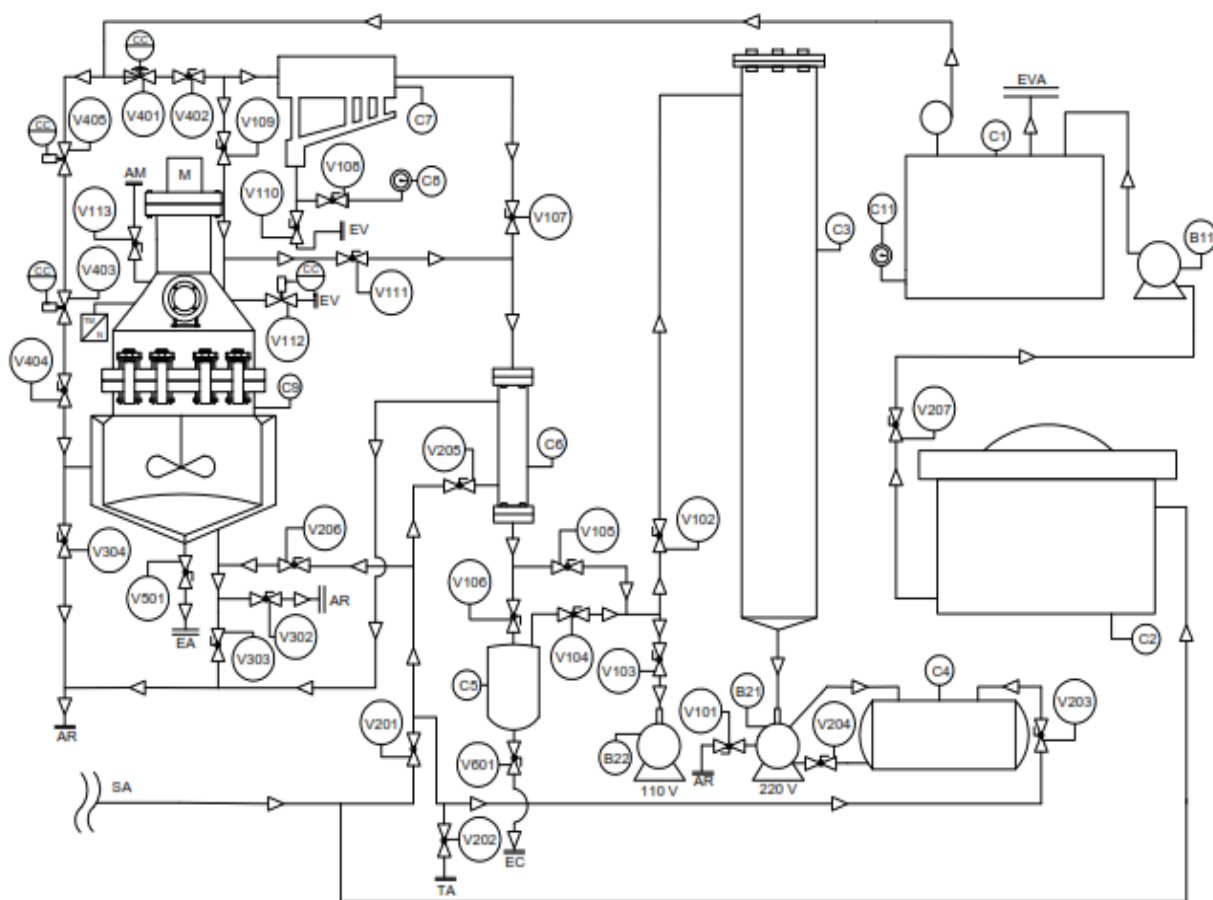 CC
V405
V401
V402
V109
C7
EVA
C1
CC
AM
M
V108
C8
V110
V113
EV
V107
C3
C11
B11
CC
V403
CC
EV
V111
TM
N
V112
V404
C9
V207
C6
V205
V102
V206
V105
V304
V106
V501
AR
EA
V302
V104
C2
V303
V103
C5
C4
B21
V101
V203
V201
V204
AR
B22
V601
AR
110 V
220 V
SA
V202
EC
TA